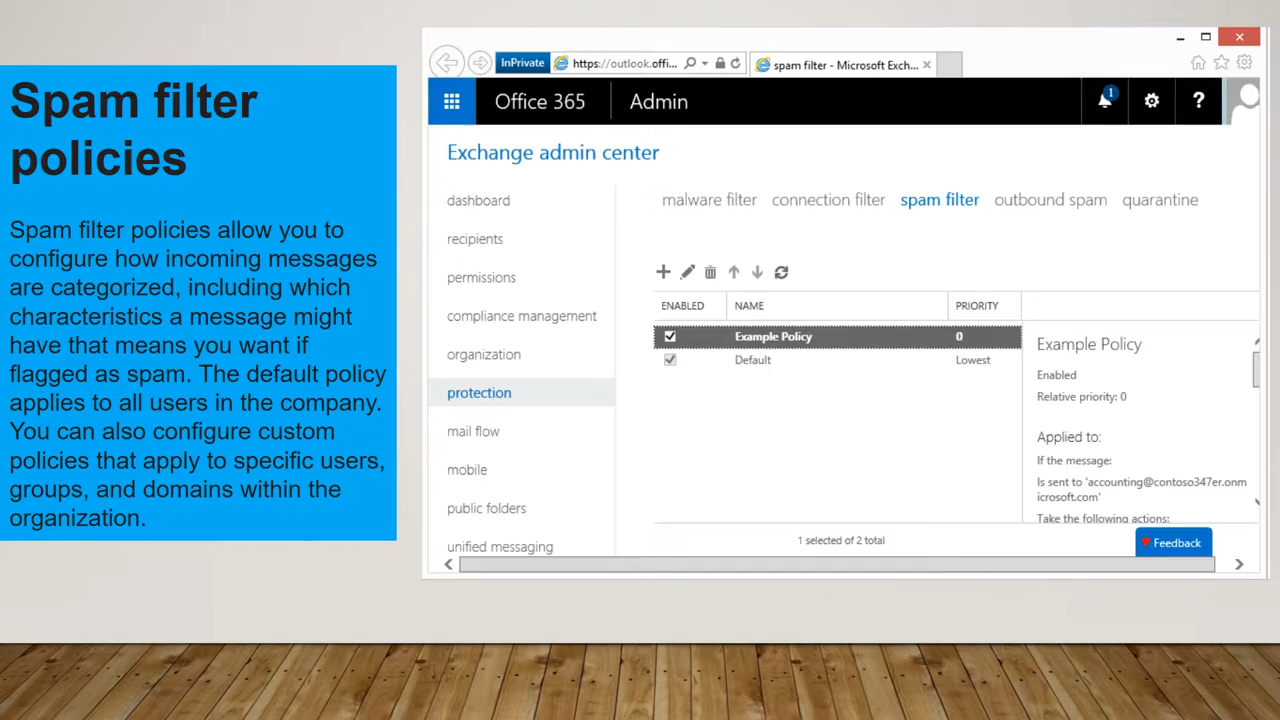 Spam filter
policies
Spam filter policies allow you to
configure how incoming messages
are categorized, including which
characteristics a message might
have that means you want if
flagged as spam. The default policy
applies to all users in the company.
You can also configure custom
policies that apply to specific users,
groups, and domains within the
organization.
InPrivate
https://outlook.offi...
spam filter - Microsoft Exch...
Office 365
Admin
1
?
Exchange admin center
dashboard
recipients
permissions
compliance management
organization
protection
mail flow
mobile
public folders
unified messaging
malware filter connection filter spam filter outbound spam quarantine
ENABLED NAME PRIORITY
Example Policy 0
Default Lowest
1 selected of 2 total
Example Policy
Enabled
Relative priority: 0
Applied to:
If the message:
Is sent to 'accounting@contoso347er.onm
icrosoft.com'
Take the following actions:
Feedback